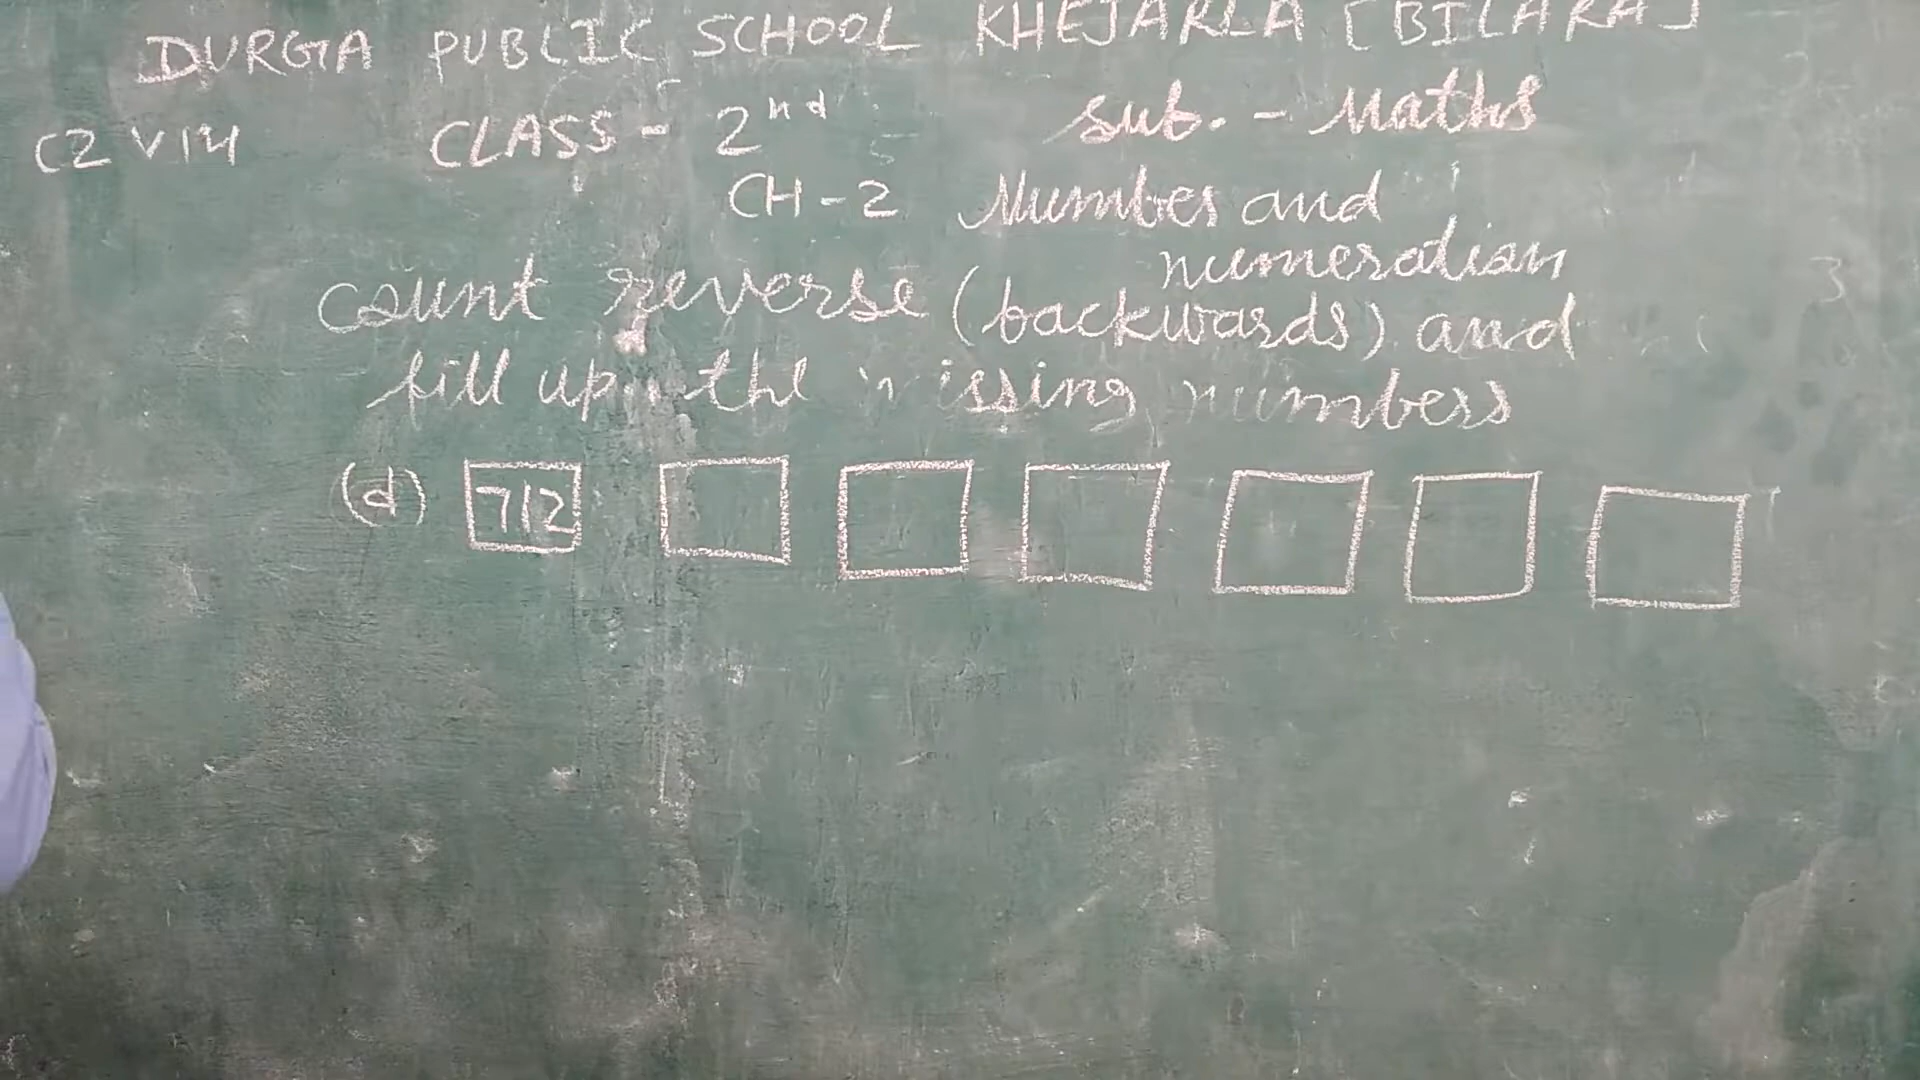 DURGA PUBLIC SCHOOL KHEJARLA [BILARA]
C2 V14 CLASS - 2nd Sub. - Maths
CH - 2 Number and
numeration
count reverse (backwards) and
fill up the missing numbers
(d) 712